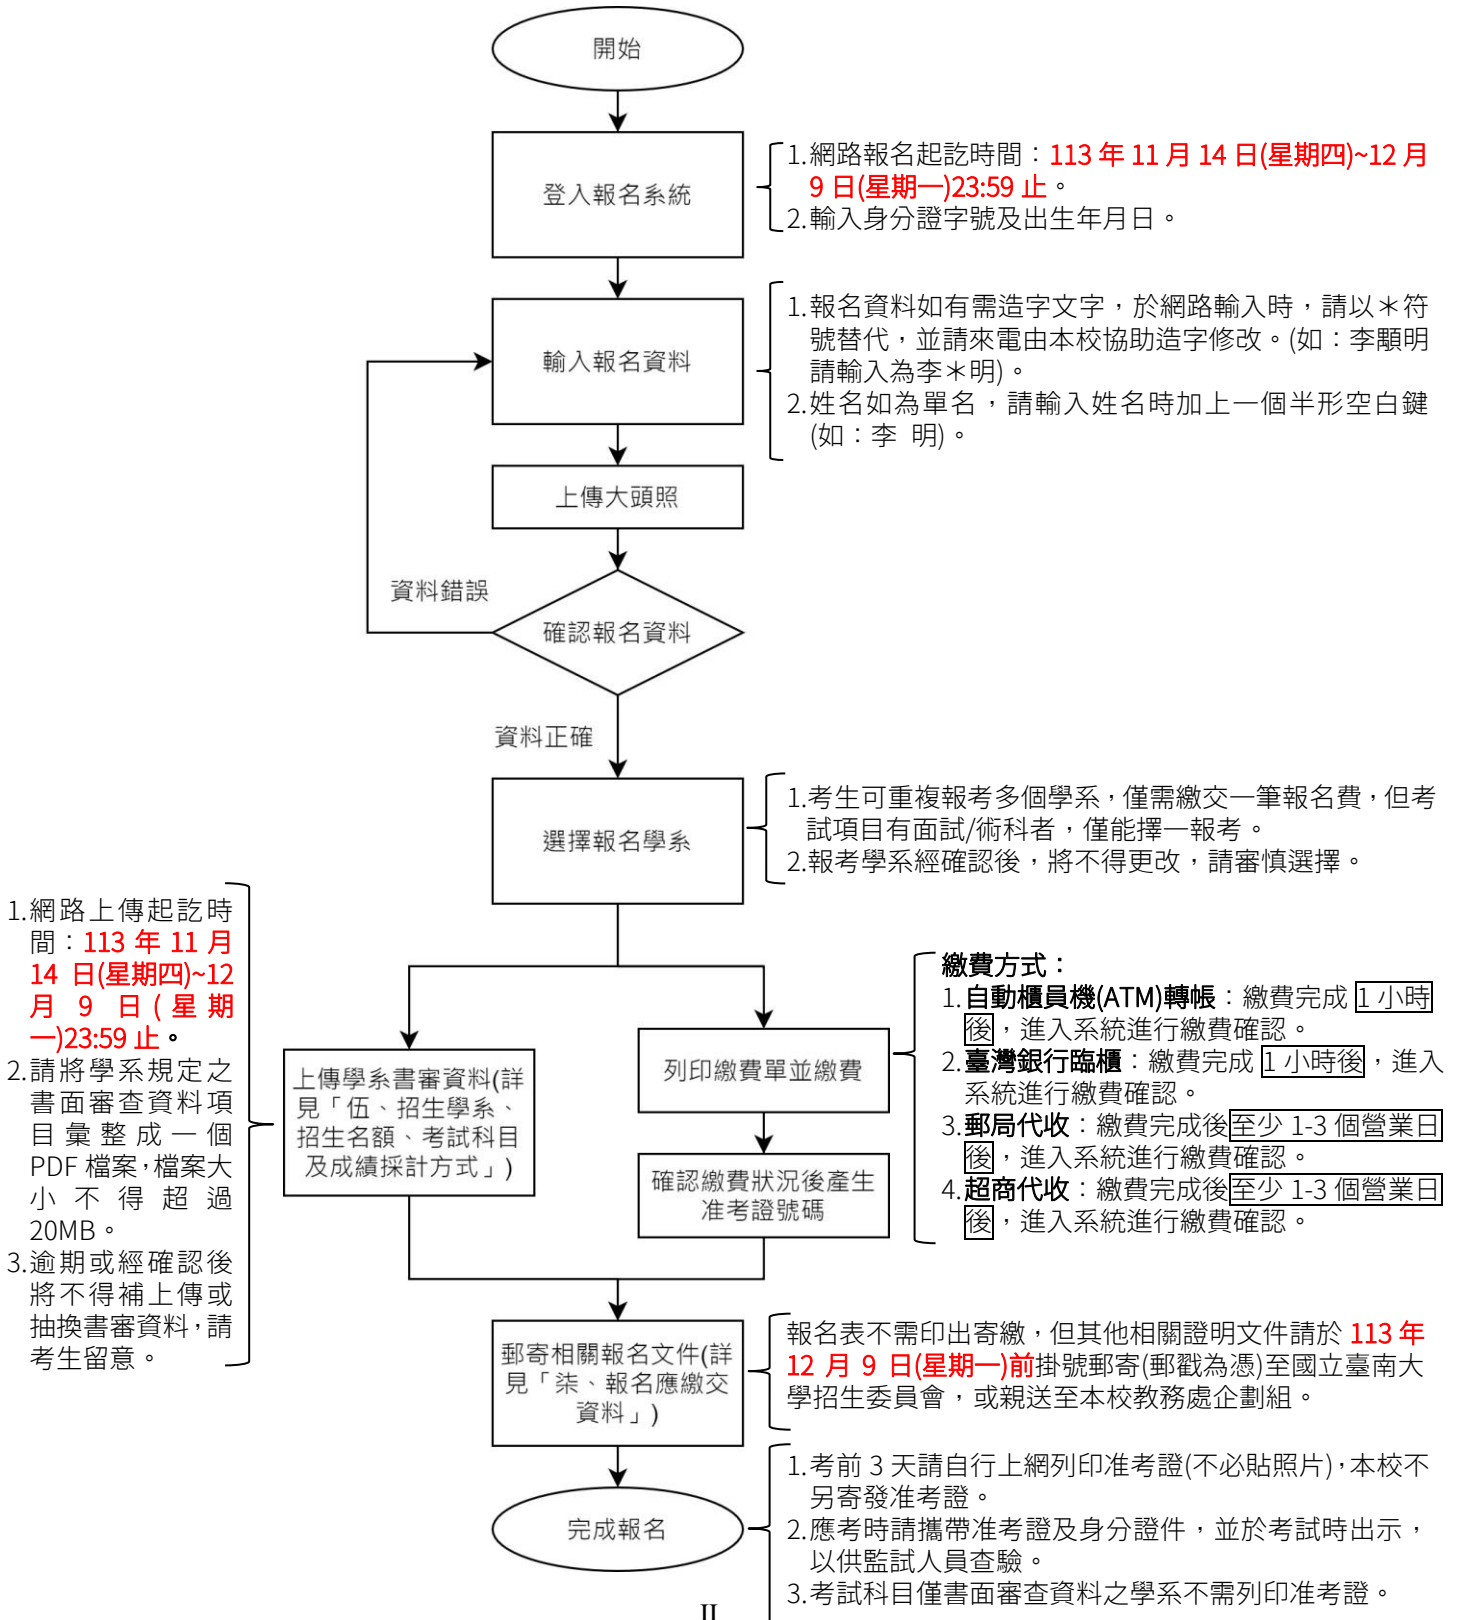 開始
登入報名系統
1.網路報名起訖時間：113 年 11 月 14 日(星期四)~12 月
9 日(星期一)23:59 止。
2.輸入身分證字號及出生年月日。
輸入報名資料
1.報名資料如有需造字文字，於網路輸入時，請以＊符
號替代，並請來電由本校協助造字修改。(如：李顒明
請輸入為李＊明)。
2.姓名如為單名，請輸入姓名時加上一個半形空白鍵
(如：李 明)。
上傳大頭照
資料錯誤
確認報名資料
資料正確
選擇報名學系
1.考生可重複報考多個學系，僅需繳交一筆報名費，但考
試項目有面試/術科者，僅能擇一報考。
2.報考學系經確認後，將不得更改，請審慎選擇。
1.網路上傳起訖時
間：113 年 11 月
14 日(星期四)~12
月 9 日(星期
一)23:59 止。
2.請將學系規定之
書面審查資料項
目彙整成一個
PDF 檔案，檔案大
小不得超過
20MB。
3.逾期或經確認後
將不得補上傳或
抽換書審資料，請
考生留意。
上傳學系書審資料(詳
見「伍、招生學系、
招生名額、考試科目
及成績採計方式」)
列印繳費單並繳費
確認繳費狀況後產生
准考證號碼
繳費方式：
1.自動櫃員機(ATM)轉帳：繳費完成 1 小時
後，進入系統進行繳費確認。
2.臺灣銀行臨櫃：繳費完成 1 小時後，進入
系統進行繳費確認。
3.郵局代收：繳費完成後至少 1-3 個營業日
後，進入系統進行繳費確認。
4.超商代收：繳費完成後至少 1-3 個營業日
後，進入系統進行繳費確認。
郵寄相關報名文件(詳
見「柒、報名應繳交
資料」)
報名表不需印出寄繳，但其他相關證明文件請於 113 年
12 月 9 日(星期一)前掛號郵寄(郵戳為憑)至國立臺南大
學招生委員會，或親送至本校教務處企劃組。
完成報名
1.考前 3 天請自行上網列印准考證(不必貼照片)，本校不
另寄發准考證。
2.應考時請攜帶准考證及身分證件，並於考試時出示，
以供監試人員查驗。
3.考試科目僅書面審查資料之學系不需列印准考證。
II